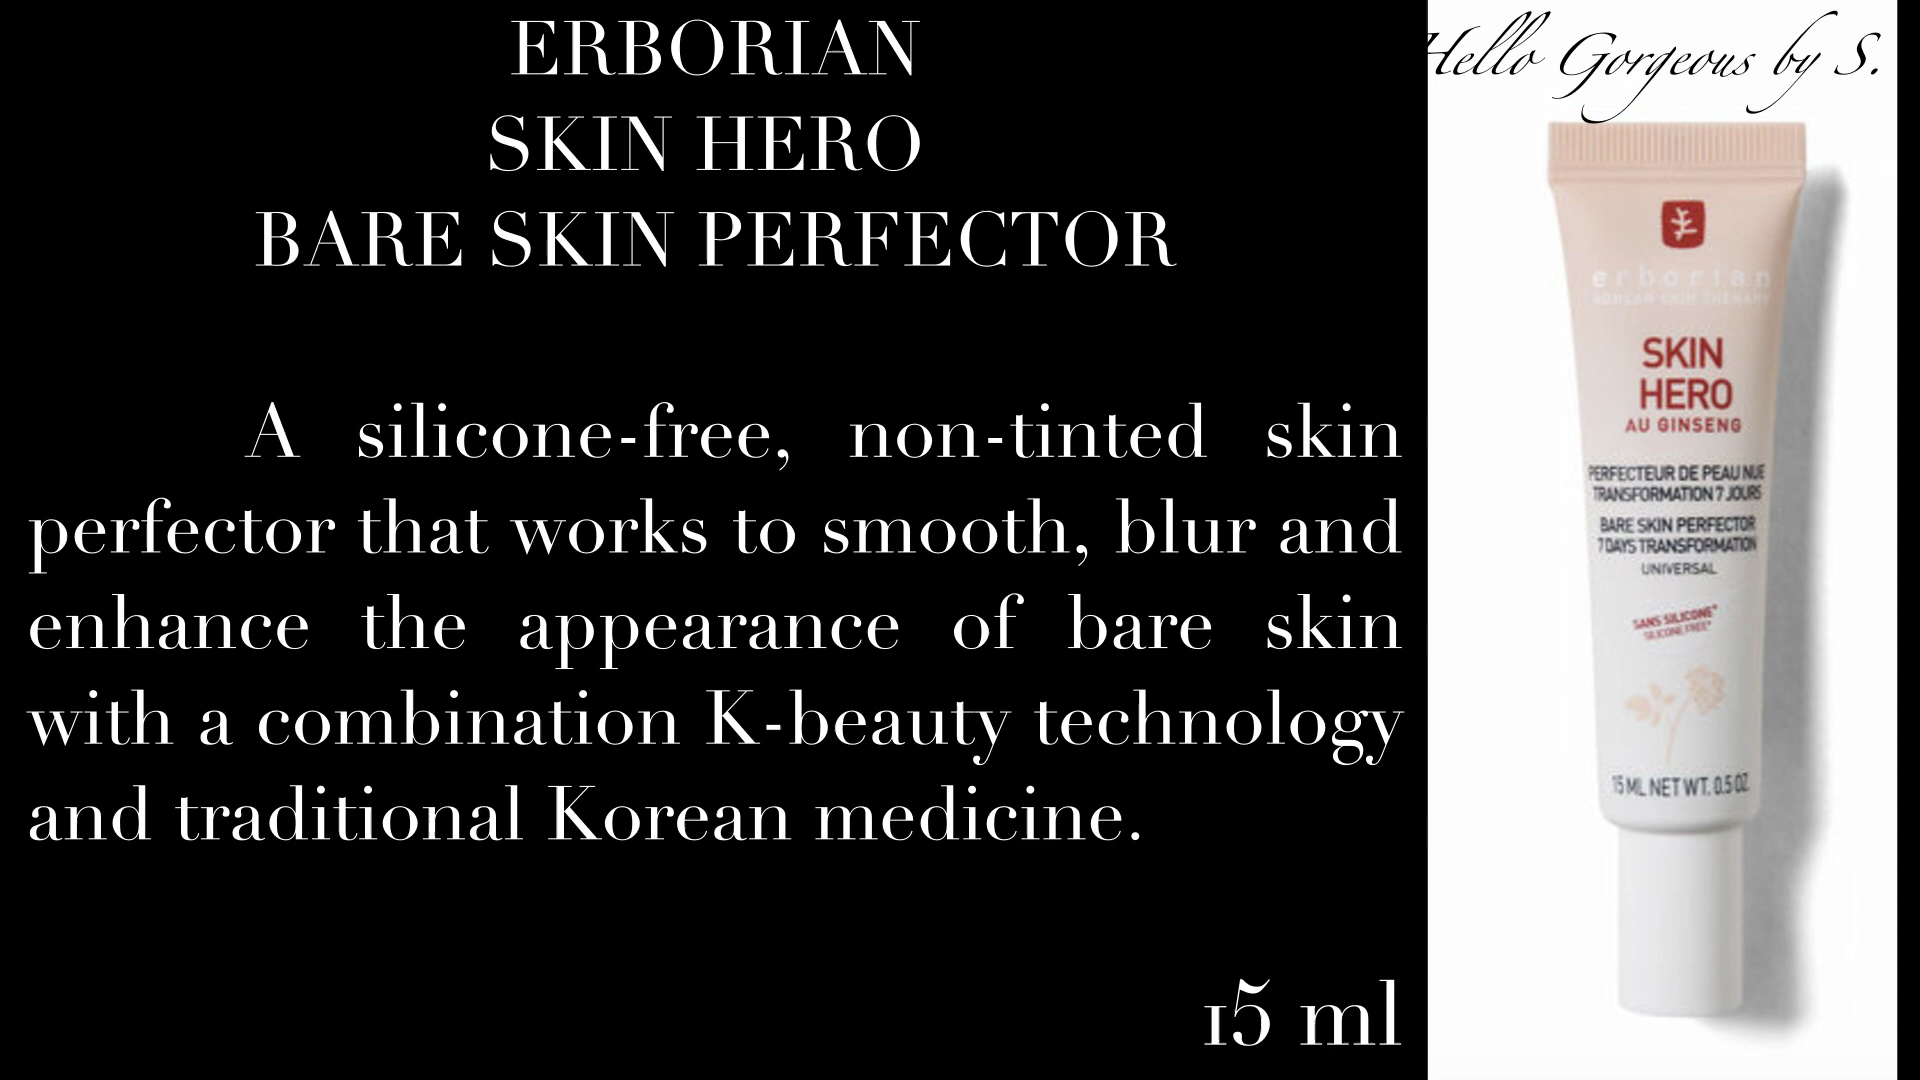 ERBORIAN
SKIN HERO
BARE SKIN PERFECTOR
A silicone-free, non-tinted skin
perfector that works to smooth, blur and
enhance the appearance of bare skin
with a combination K-beauty technology
and traditional Korean medicine.
15 ml
Hello Gorgeous by S.
erborian
KOREAN SKIN THERAPY
SKIN
HERO
AU GINSENG
PERFECTEUR DE PEAU NUE
TRANSFORMATION 7 JOURS
BARE SKIN PERFECTOR
7 DAYS TRANSFORMATION
UNIVERSAL
SANS SILICONE*
SILICONE FREE*
15 ML NET WT. 0.5 OZ.